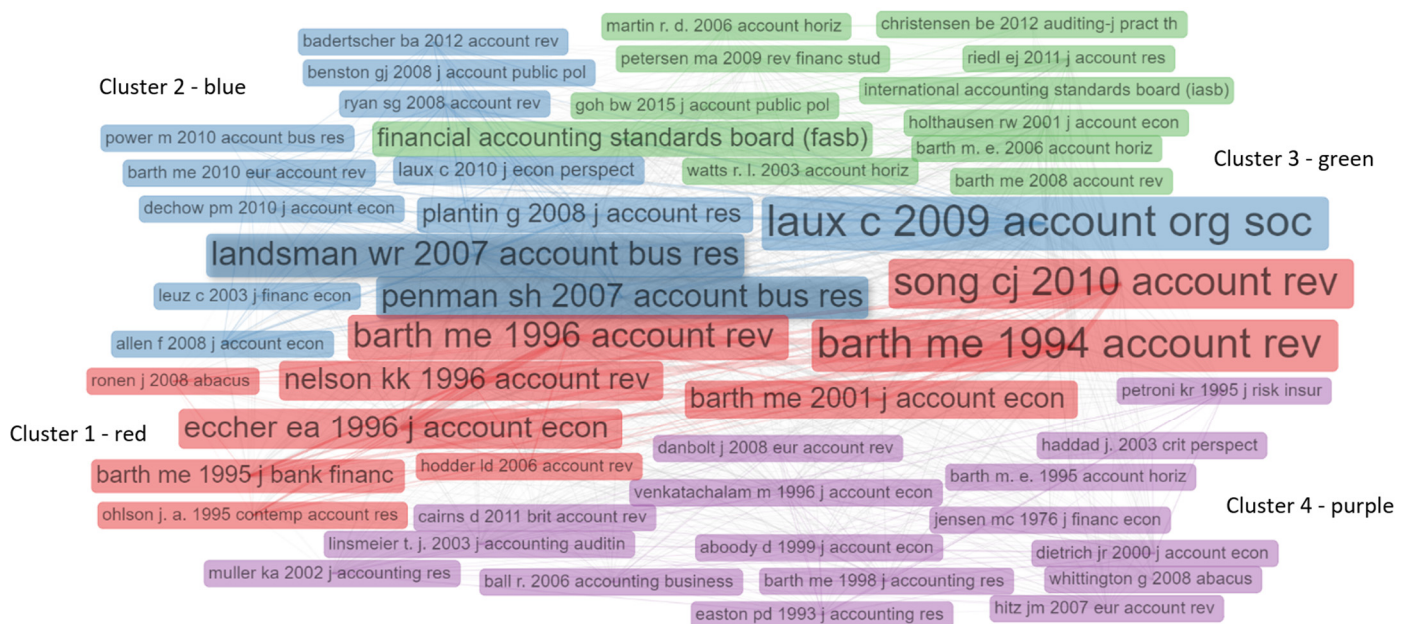 martin r. d. 2006 account horiz
christensen be 2012 auditing-j pract th
badertscher ba 2012 account rev
petersen ma 2009 rev financ stud
riedl ej 2011 j account res
benston gj 2008 j account public pol
Cluster 2 - blue
international accounting standards board (iasb)
ryan sg 2008 account rev
goh bw 2015 j account public pol
holthausen rw 2001 j account econ
power m 2010 account bus res
financial accounting standards board (fasb)
barth m. e. 2006 account horiz
Cluster 3 - green
barth me 2010 eur account rev
laux c 2010 j econ perspect
watts r. l. 2003 account horiz
barth me 2008 account rev
dechow pm 2010 j account econ
plantin g 2008 j account res
laux c 2009 account org soc
landsman wr 2007 account bus res
song cj 2010 account rev
leuz c 2003 j financ econ
penman sh 2007 account bus res
barth me 1996 account rev
barth me 1994 account rev
allen f 2008 j account econ
ronen j 2008 abacus
nelson kk 1996 account rev
petroni kr 1995 j risk insur
barth me 2001 j account econ
eccher ea 1996 j account econ
Cluster 1 - red
danbolt j 2008 eur account rev
haddad j. 2003 crit perspect
barth me 1995 j bank financ
hodder ld 2006 account rev
barth m. e. 1995 account horiz
venkatachalam m 1996 j account econ
Cluster 4 - purple
ohlson j. a. 1995 contemp account res
cairns d 2011 brit account rev
jensen mc 1976 j financ econ
linsmeier t. j. 2003 j accounting auditin
aboody d 1999 j account econ
dietrich jr 2000 j account econ
muller ka 2002 j accounting res
ball r. 2006 accounting business
barth me 1998 j accounting res
whittington g 2008 abacus
easton pd 1993 j accounting res
hitz jm 2007 eur account rev